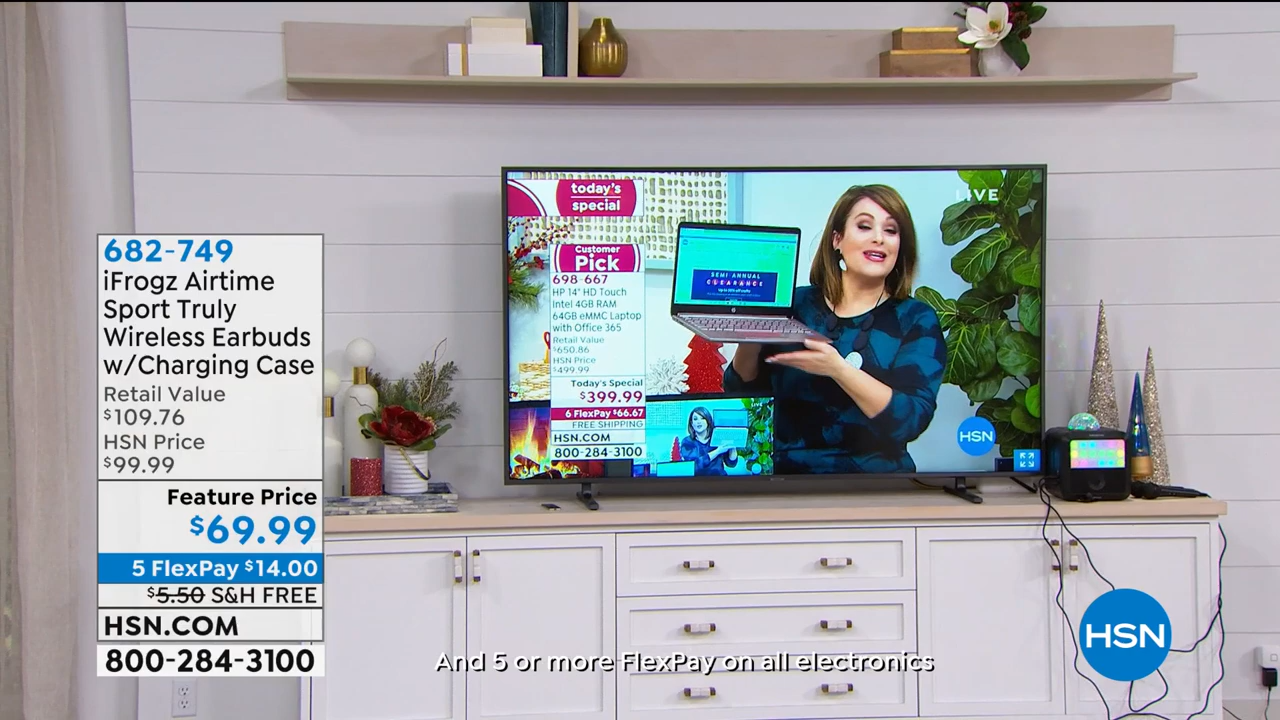 682-749
iFrogz Airtime
Sport Truly
Wireless Earbuds
w/Charging Case
Retail Value
$109.76
HSN Price
$99.99
Feature Price
$69.99
5 FlexPay $14.00
$5.50 S&H FREE
HSN.COM
800-284-3100
today's
special
Customer
Pick
698-667
HP 14" HD Touch
Intel 4GB RAM
64GB eMMC Laptop
with Office 365
Retail Value
$650.86
HSN Price
$499.99
Today's Special
$399.99
6 FlexPay $66.67
FREE SHIPPING
HSN.COM
800-284-3100
LIVE
SEMI ANNUAL
CLEARANCE
HSN
HSN
And 5 or more FlexPay on all electronics